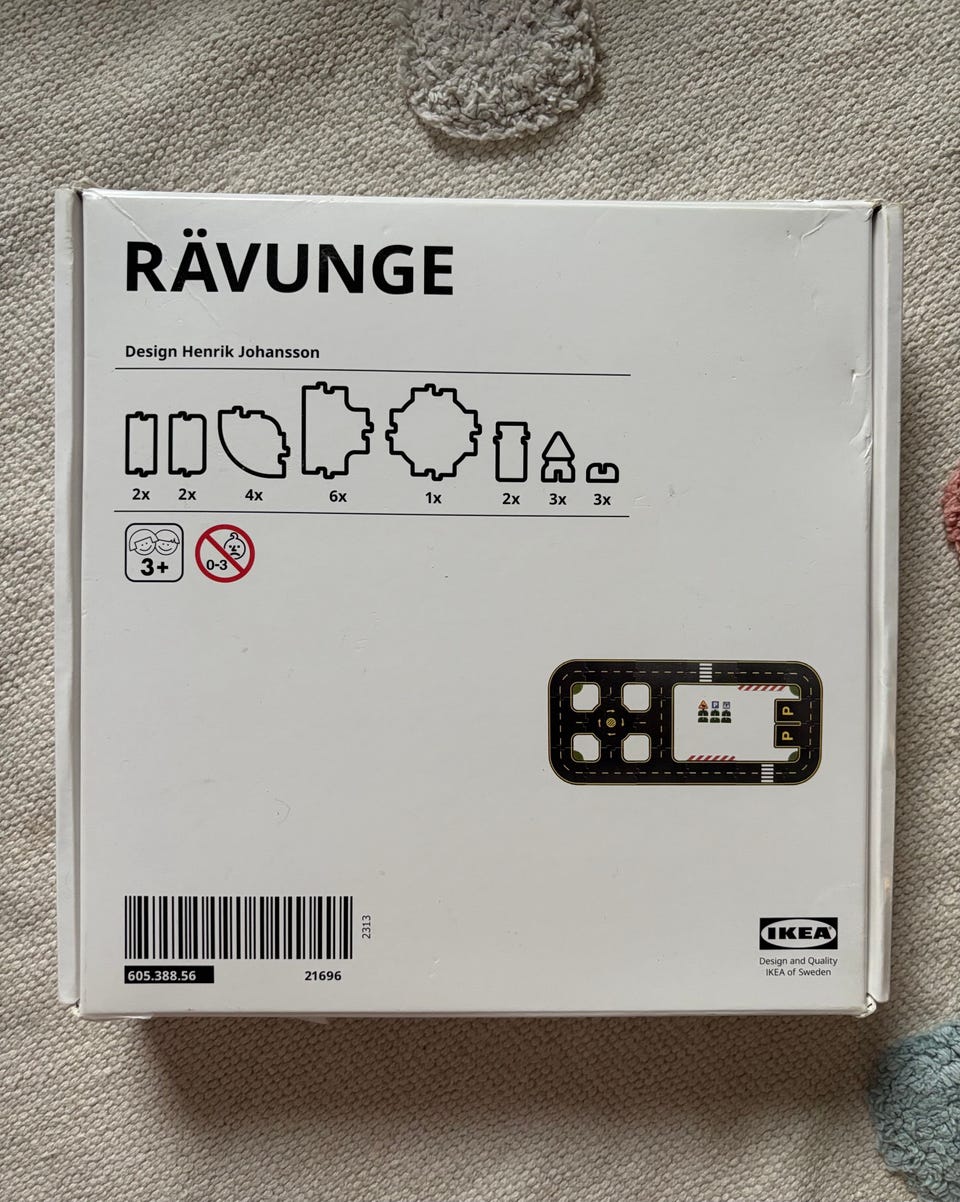 RÄVUNGE
Design Henrik Johansson
2x 2x 4x 6x 1x 2x 3x 3x
3+ 0-3
P
P
P
2313
605.388.56 21696
IKEA
Design and Quality
IKEA of Sweden